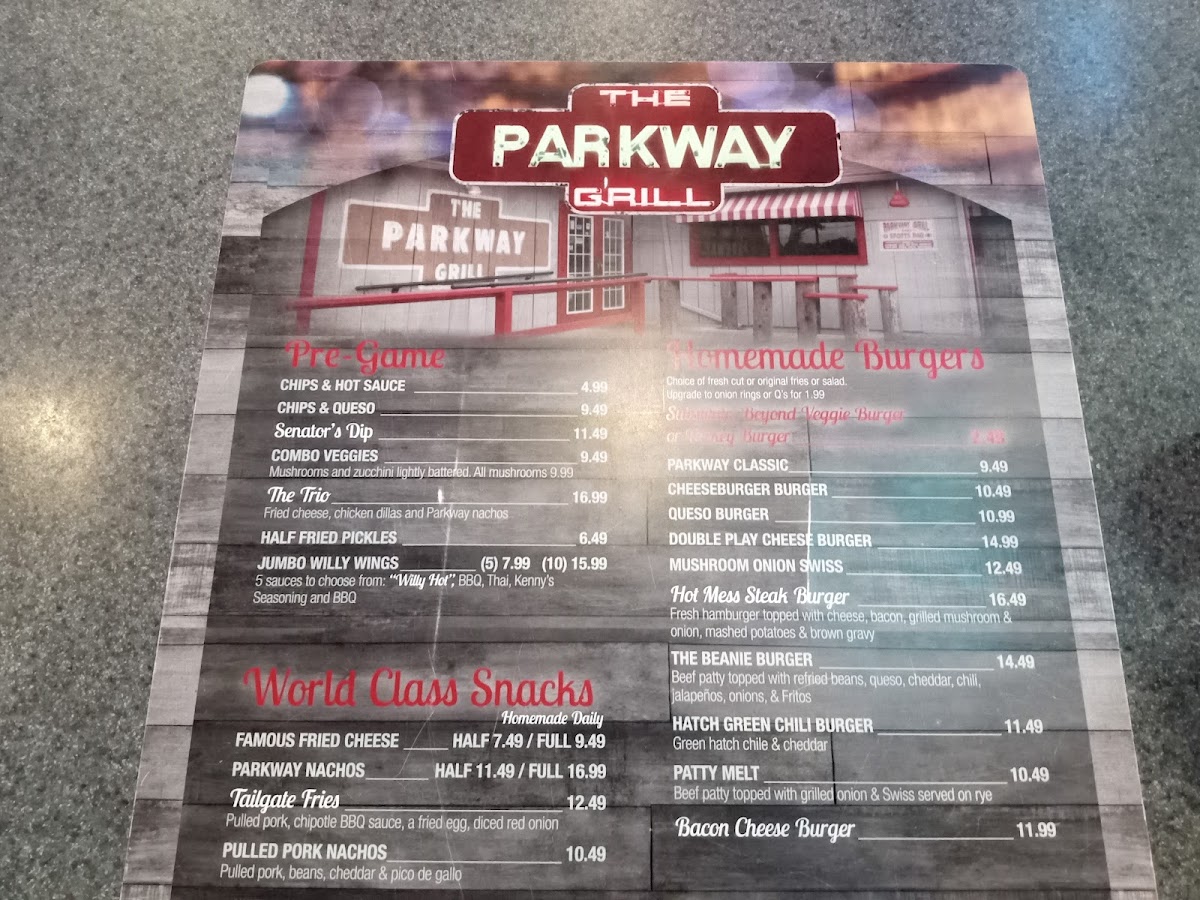 THE
PARKWAY
GRILL
THE
PARKWAY
GRILL
PARKWAY GRILL
SPORTS BAR
Pre-Game
CHIPS & HOT SAUCE 4.99
CHIPS & QUESO 9.49
Senator's Dip 11.49
COMBO VEGGIES 9.49
Mushrooms and zucchini lightly battered. All mushrooms 9.99
The Trio 16.99
Fried cheese, chicken dillas and Parkway nachos
HALF FRIED PICKLES 6.49
JUMBO WILLY WINGS (5) 7.99 (10) 15.99
5 sauces to choose from: "“Willy Hot”, BBQ, Thai, Kenny's
Seasoning and BBQ
World Class Snacks
Homemade Daily
FAMOUS FRIED CHEESE HALF 7.49 / FULL 9.49
PARKWAY NACHOS HALF 11.49 / FULL 16.99
Tailgate Fries 12.49
Pulled pork, chipotle BBQ sauce, a fried egg, diced red onion
PULLED PORK NACHOS 10.49
Pulled pork, beans, cheddar & pico de gallo
Homemade Burgers
Choice of fresh cut or original fries or salad.
Upgrade to onion rings or Q's for 1.99
Substitute Beyond Veggie Burger
or Turkey Burger 2.49
PARKWAY CLASSIC 9.49
CHEESEBURGER BURGER 10.49
QUESO BURGER 10.99
DOUBLE PLAY CHEESE BURGER 14.99
MUSHROOM ONION SWISS 12.49
Hot Mess Steak Burger 16.49
Fresh hamburger topped with cheese, bacon, grilled mushroom &
onion, mashed potatoes & brown gravy
THE BEANIE BURGER 14.49
Beef patty topped with refried beans, queso, cheddar, chili,
jalapeños, onions, & Fritos
HATCH GREEN CHILI BURGER 11.49
Green hatch chile & cheddar
PATTY MELT 10.49
Beef patty topped with grilled onion & Swiss served on rye
Bacon Cheese Burger 11.99